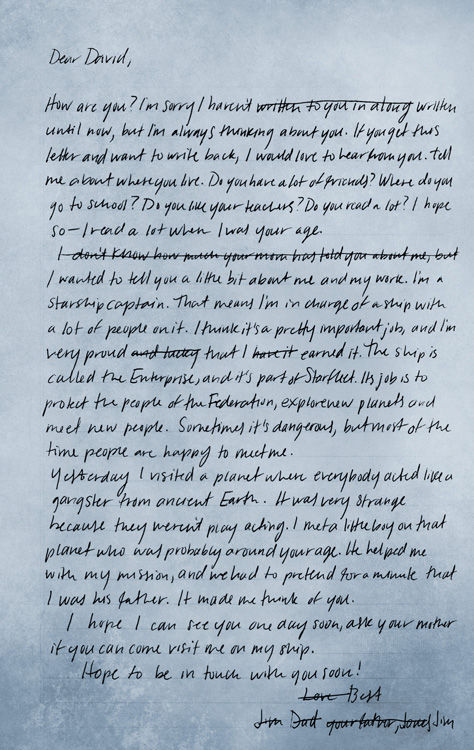 Dear David,
How are you? I'm sorry I haven't written to you in along written
until now, but I'm always thinking about you. If you get this
letter and want to write back, I would love to hear from you. Tell
me about where you live. Do you have a lot of friends? Where do you
go to school? Do you like your teachers? Do you read a lot? I hope
so - I read a lot when I was your age.
I don't know how much your mom has told you about me, but
I wanted to tell you a little bit about me and my work. I'm a
starship captain. That means I'm in charge of a ship with
a lot of people on it. I think it's a pretty important job, and I'm
very proud and lucky that I have it earned it. The ship is
called the Enterprise, and it's part of Starfleet. Its job is to
protect the people of the Federation, explore new planets and
meet new people. Sometimes it's dangerous, but most of the
time people are happy to meet me.
Yesterday I visited a planet where everybody acted like a
gangster from ancient Earth. It was very strange
because they weren't play acting. I met a little boy on that
planet who was probably around your age. He helped me
with my mission, and we had to pretend for a minute that
I was his father. It made me think of you.
I hope I can see you one day soon, ask your mother
if you can come visit me on my ship.
Hope to be in touch with you soon!
Love Best
Jim Dad your father, Jim